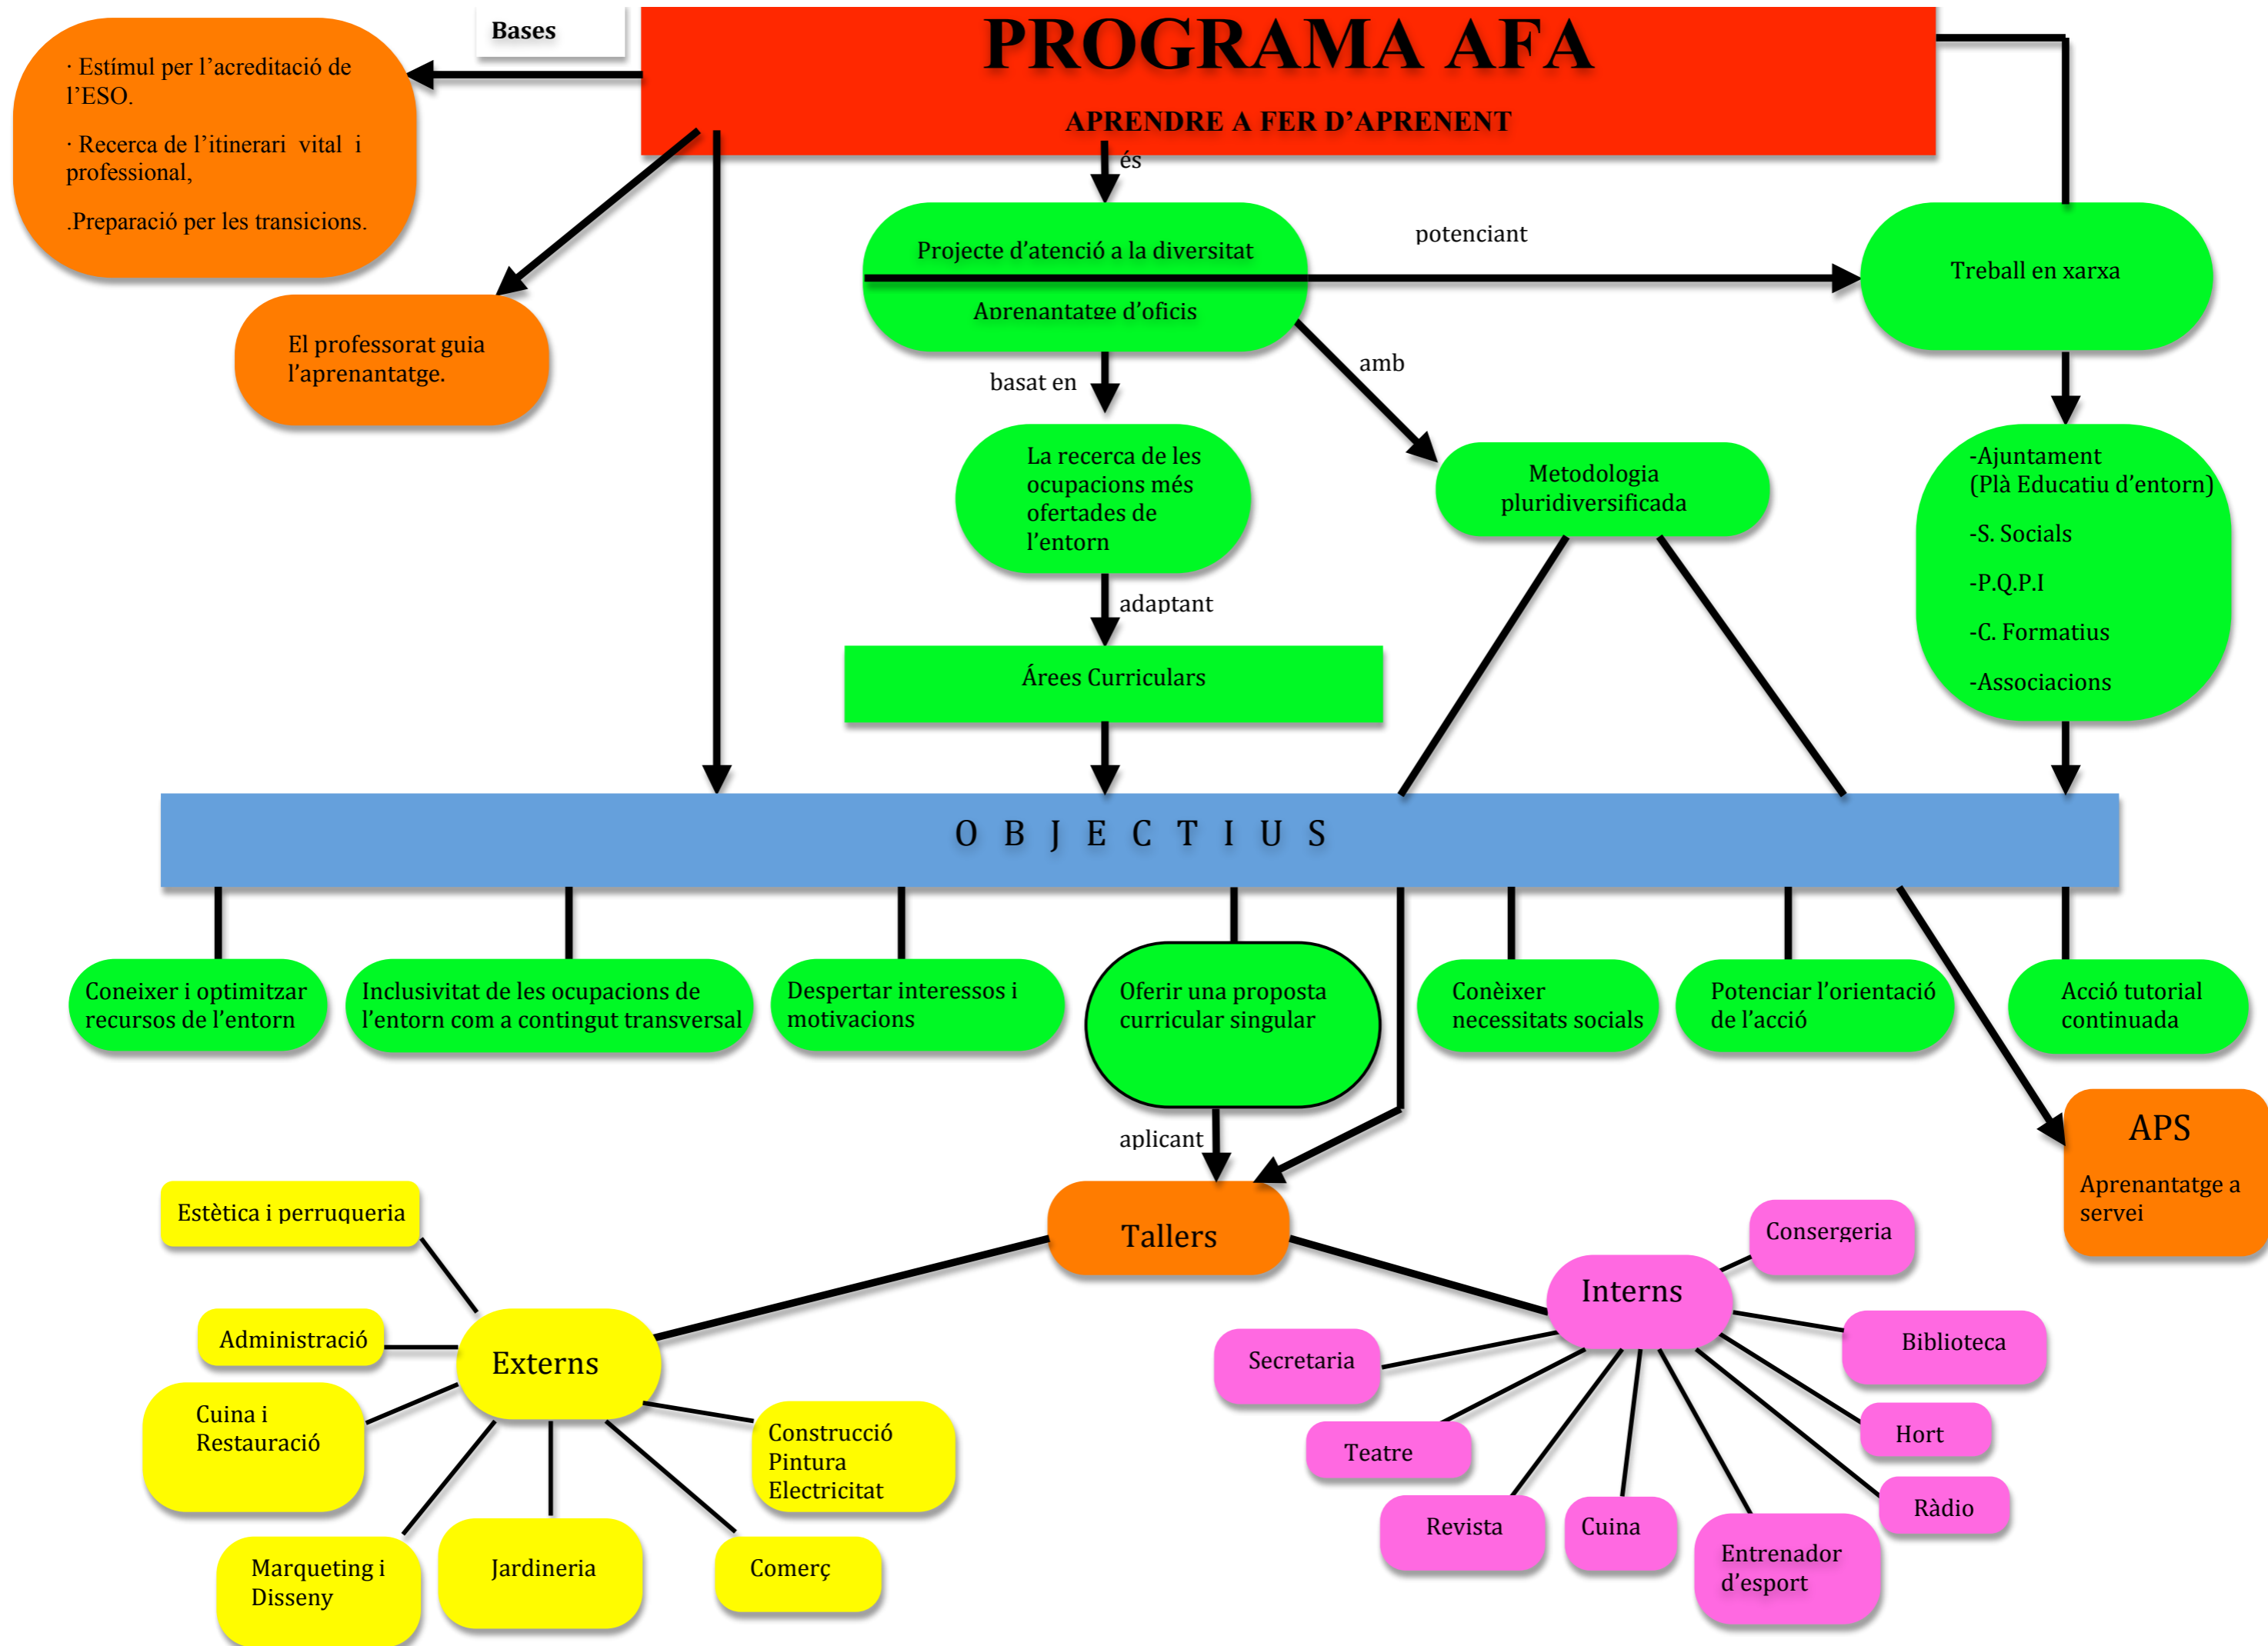 Bases
PROGRAMA AFA
APRENDRE A FER D’APRENENT
· Estímul per l’acreditació de
l’ESO.
· Recerca de l’itinerari vital i
professional,
.Preparació per les transicions.
és
Projecte d’atenció a la diversitat
Aprenantatge d’oficis
potenciant
Treball en xarxa
El professorat guia
l’aprenantatge.
basat en
amb
La recerca de les
ocupacions més
ofertades de
l’entorn
Metodologia
pluridiversificada
-Ajuntament
(Plà Educatiu d’entorn)
-S. Socials
-P.Q.P.I
-C. Formatius
-Associacions
adaptant
Árees Curriculars
O B J E C T I U S
Coneixer i optimitzar
recursos de l’entorn
Inclusivitat de les ocupacions de
l’entorn com a contingut transversal
Despertar interessos i
motivacions
Oferir una proposta
curricular singular
Conèixer
necessitats socials
Potenciar l’orientació
de l’acció
Acció tutorial
continuada
aplicant
APS
Aprenantatge a
servei
Tallers
Estètica i perruqueria
Administració
Externs
Cuina i
Restauració
Construcció
Pintura
Electricitat
Marqueting i
Disseny
Jardineria
Comerç
Interns
Consergeria
Biblioteca
Secretaria
Hort
Teatre
Ràdio
Revista
Cuina
Entrenador
d’esport